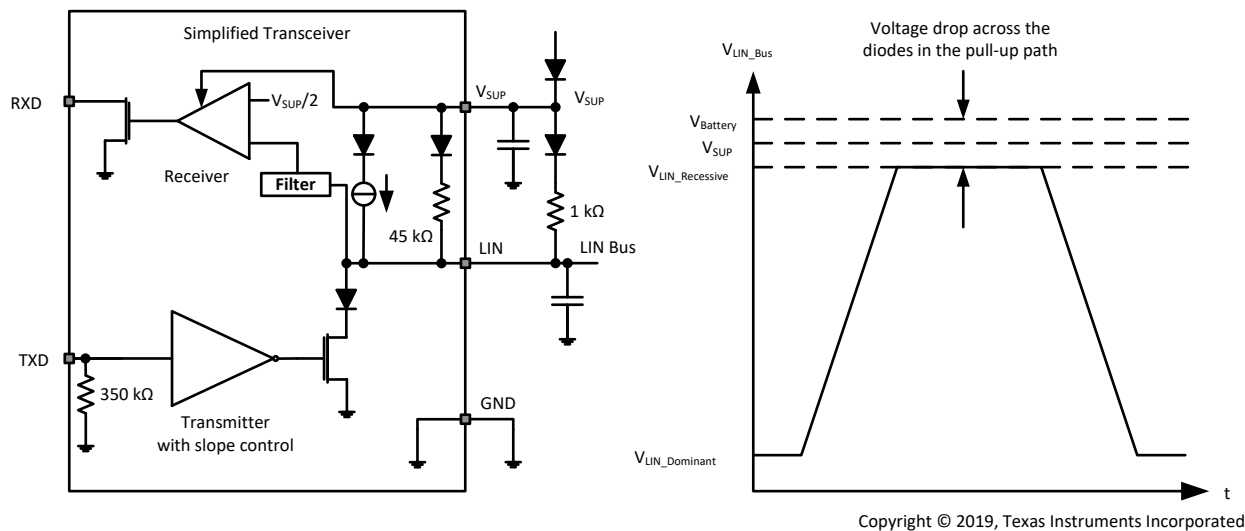 Simplified Transceiver
RXD
V_SUP/2
V_SUP
V_SUP
Receiver
Filter
45 kΩ
1 kΩ
LIN
LIN Bus
TXD
350 kΩ
Transmitter
with slope control
GND
Voltage drop across the
diodes in the pull-up path
V_LIN_Bus
V_Battery
V_SUP
V_LIN_Recessive
V_LIN_Dominant
t
Copyright © 2019, Texas Instruments Incorporated